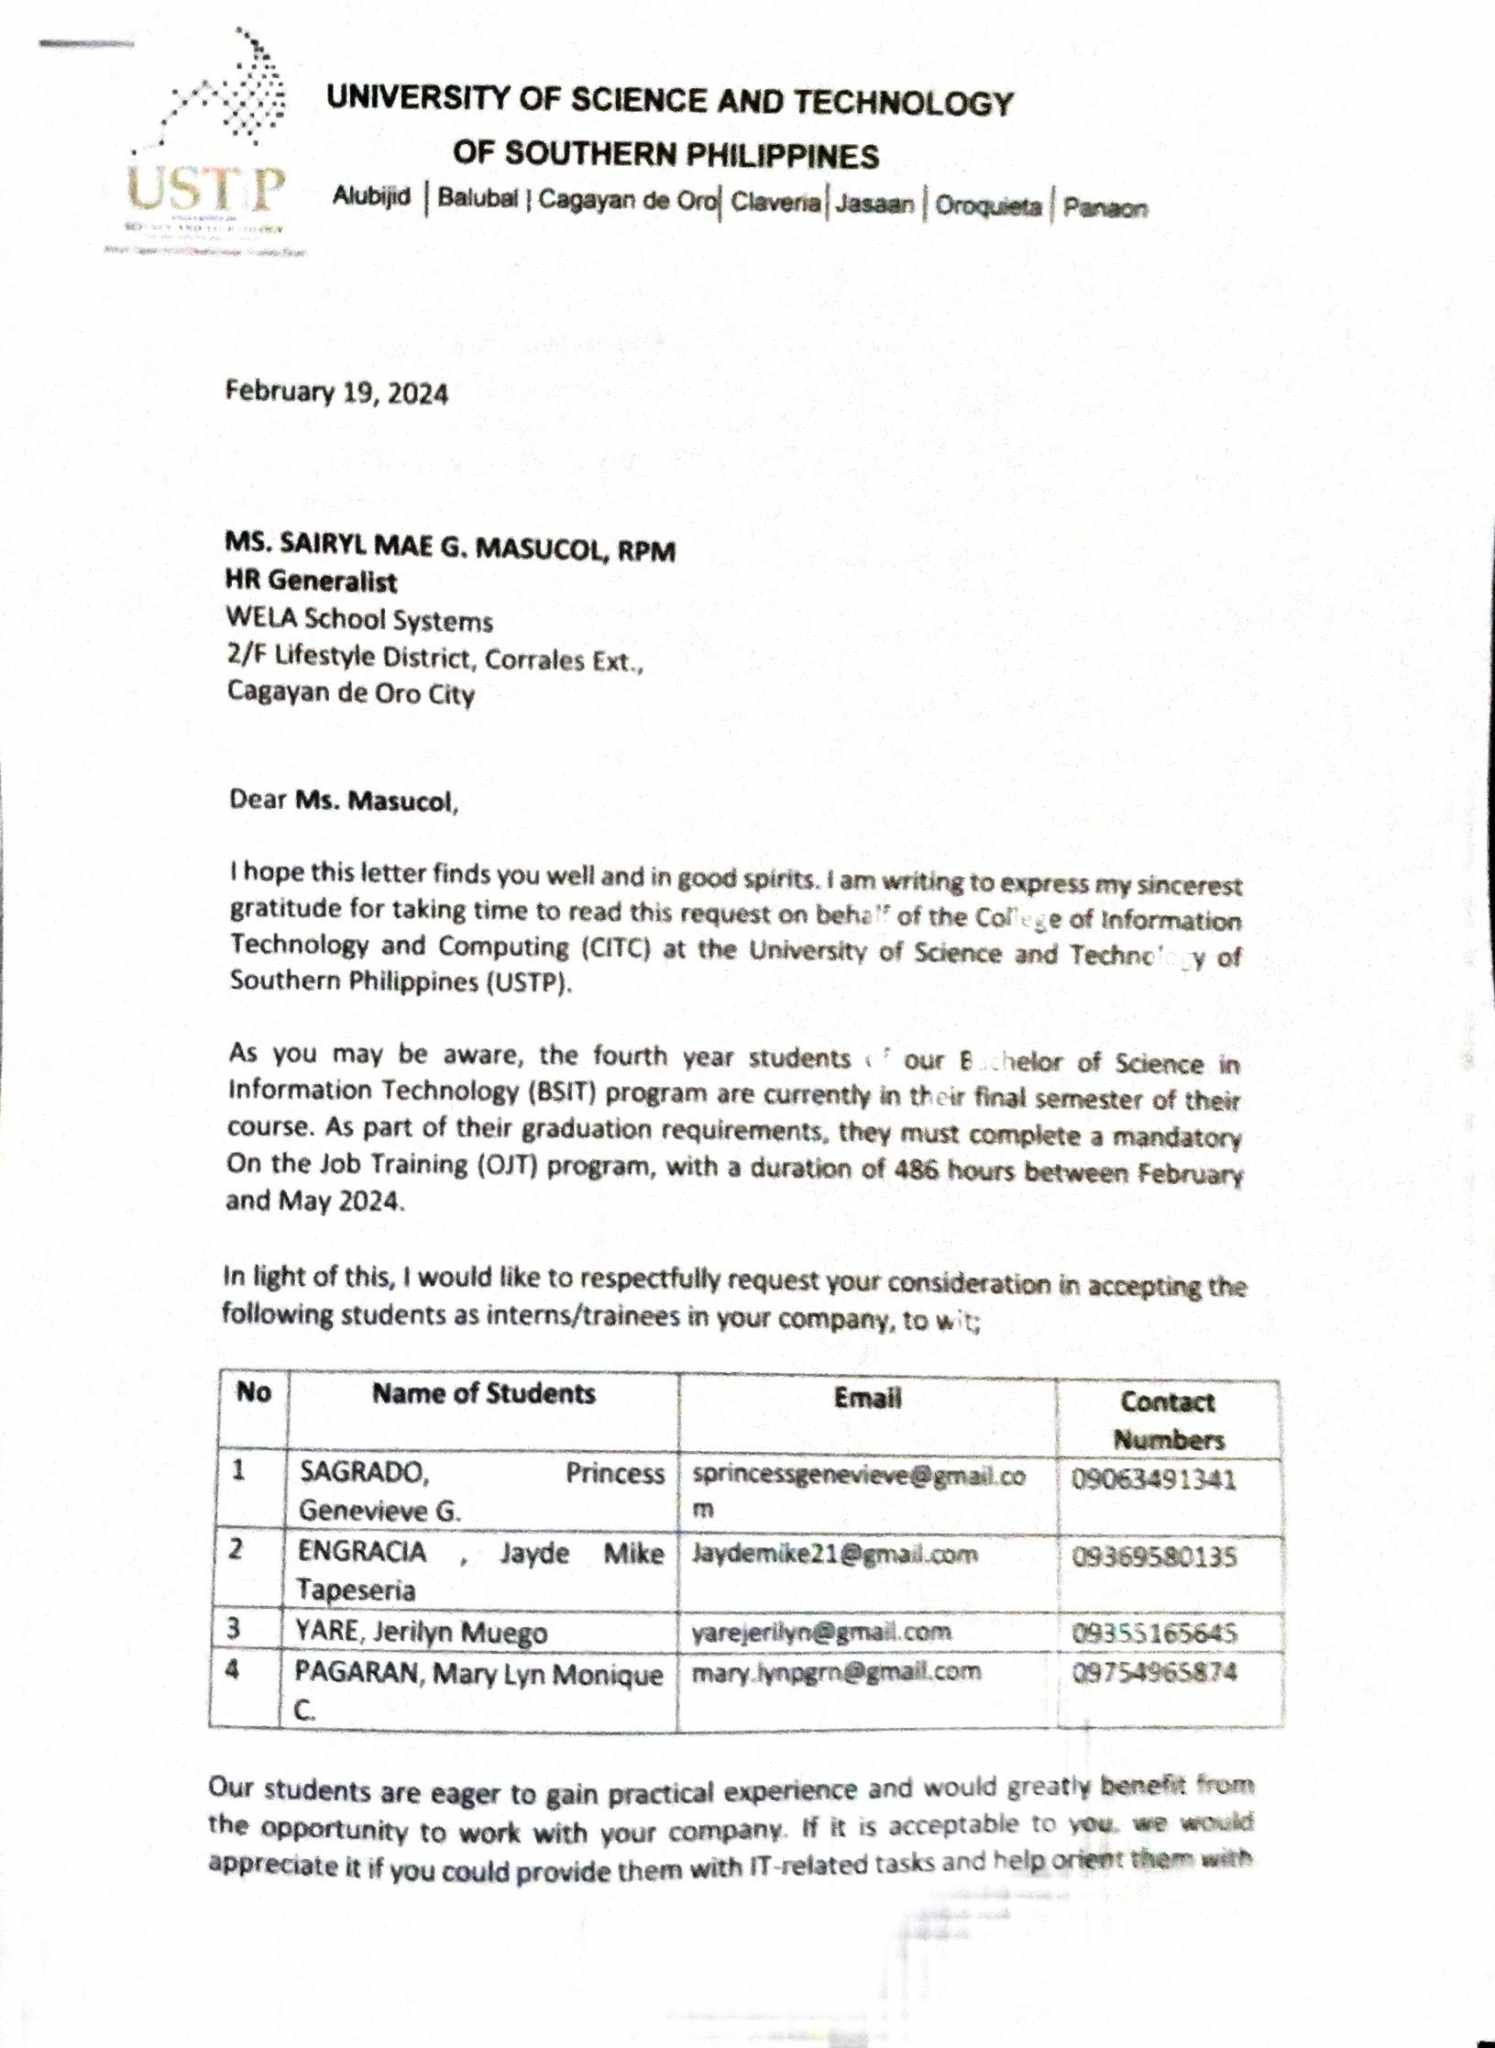 UNIVERSITY OF SCIENCE AND TECHNOLOGY
OF SOUTHERN PHILIPPINES
Alubijid | Balubal | Cagayan de Oro| Claveria| Jasaan | Oroquieta | Panaon
USTP
February 19, 2024
MS. SAIRYL MAE G. MASUCOL, RPM
HR Generalist
WELA School Systems
2/F Lifestyle District, Corrales Ext.,
Cagayan de Oro City
Dear Ms. Masucol,
I hope this letter finds you well and in good spirits. I am writing to express my sincerest
gratitude for taking time to read this request on behalf of the College of Information
Technology and Computing (CITC) at the University of Science and Technology of
Southern Philippines (USTP).
As you may be aware, the fourth year students of our Bachelor of Science in
Information Technology (BSIT) program are currently in their final semester of their
course. As part of their graduation requirements, they must complete a mandatory
On the Job Training (OJT) program, with a duration of 486 hours between February
and May 2024.
In light of this, I would like to respectfully request your consideration in accepting the
following students as interns/trainees in your company, to wit;
No Name of Students Email Contact
Numbers
1 SAGRADO, Princess sprincessgenevieve@gmail.co 09063491341
Genevieve G. m
2 ENGRACIA , Jayde Mike Jaydemike21@gmail.com 09369580135
Tapeseria
3 YARE, Jerilyn Muego yarejerilyn@gmail.com 09355165645
4 PAGARAN, Mary Lyn Monique mary.lynpgrn@gmail.com 09754965874
C.
Our students are eager to gain practical experience and would greatly benefit from
the opportunity to work with your company. If it is acceptable to you, we would
appreciate it if you could provide them with IT-related tasks and help orient them with